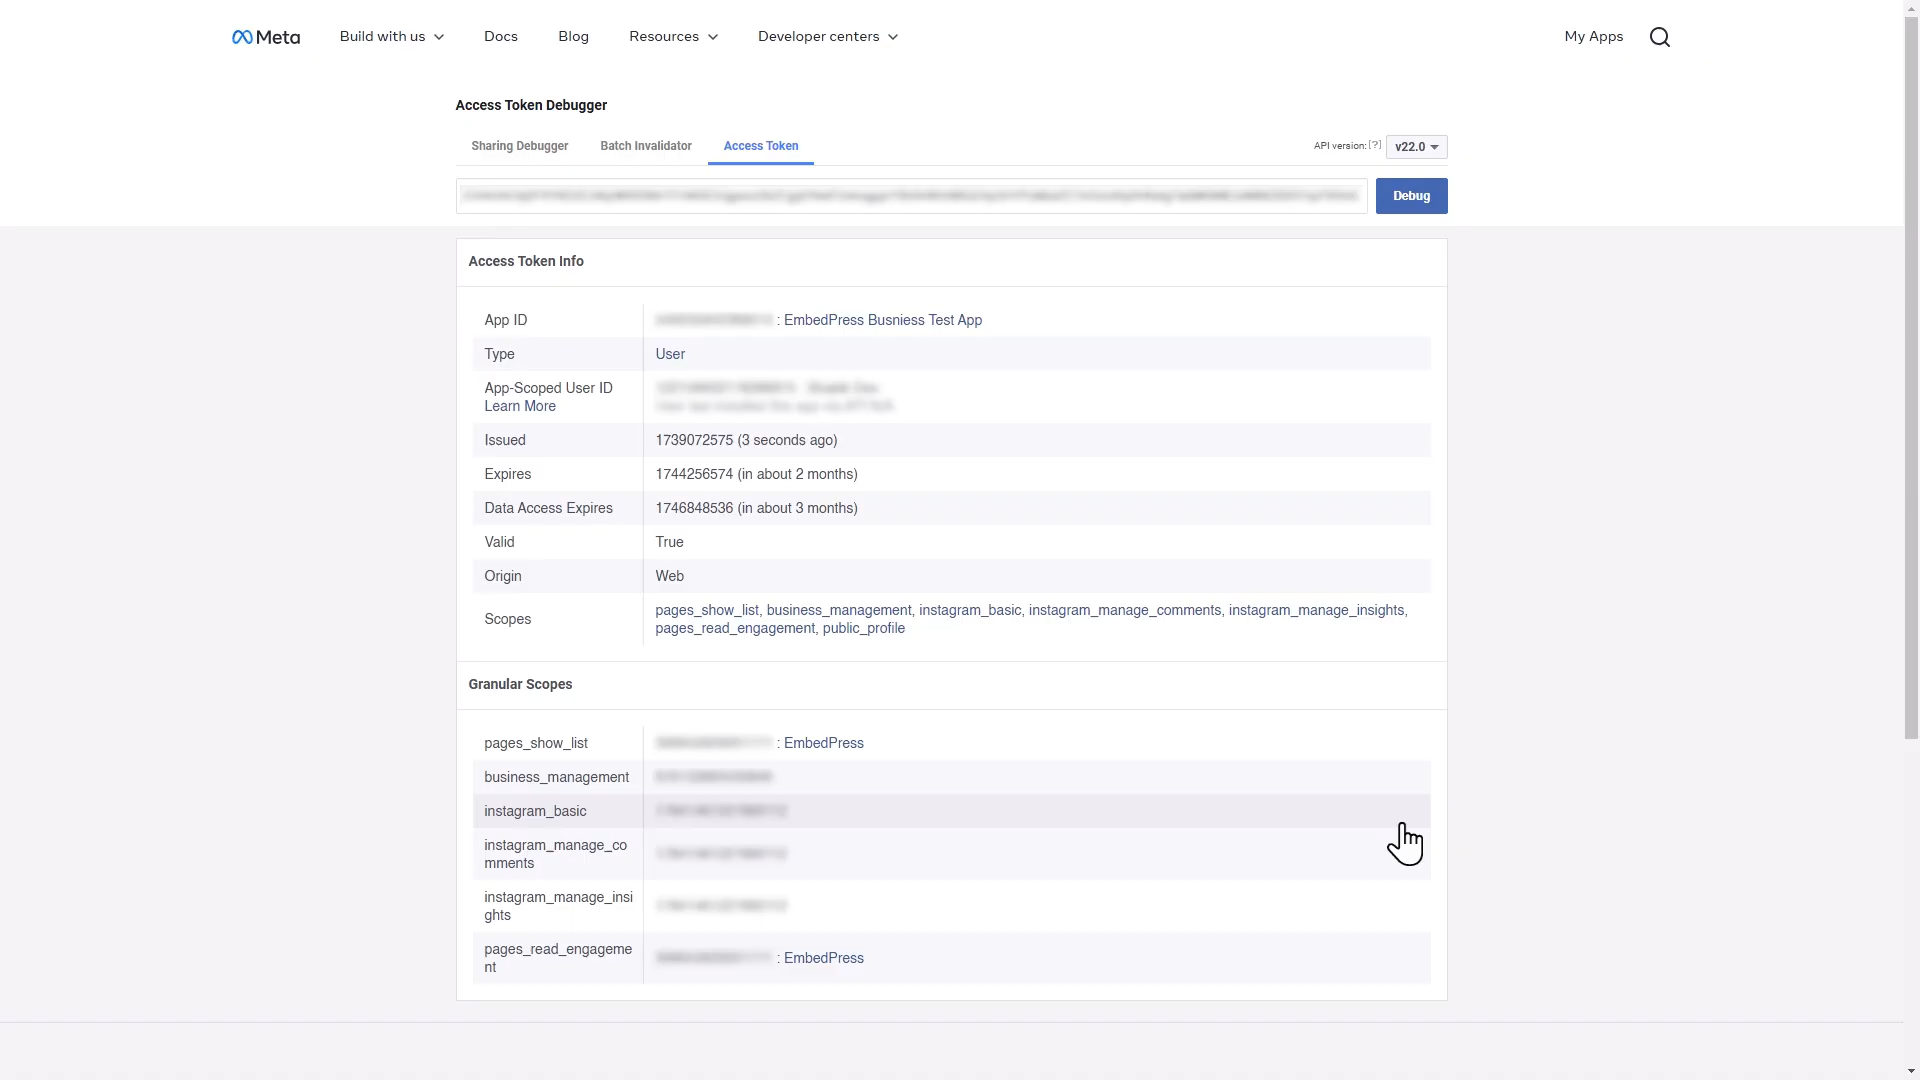 Meta
Build with us
Docs
Blog
Resources
Developer centers
My Apps
Access Token Debugger
Sharing Debugger
Batch Invalidator
Access Token
API version: [?]
v22.0
Debug
Access Token Info
App ID
: EmbedPress Busniess Test App
Type
User
App-Scoped User ID
Learn More
Issued
1739072575 (3 seconds ago)
Expires
1744256574 (in about 2 months)
Data Access Expires
1746848536 (in about 3 months)
Valid
True
Origin
Web
Scopes
pages_show_list, business_management, instagram_basic, instagram_manage_comments, instagram_manage_insights,
pages_read_engagement, public_profile
Granular Scopes
pages_show_list
: EmbedPress
business_management
instagram_basic
instagram_manage_co
mments
instagram_manage_insi
ghts
pages_read_engageme
nt
: EmbedPress